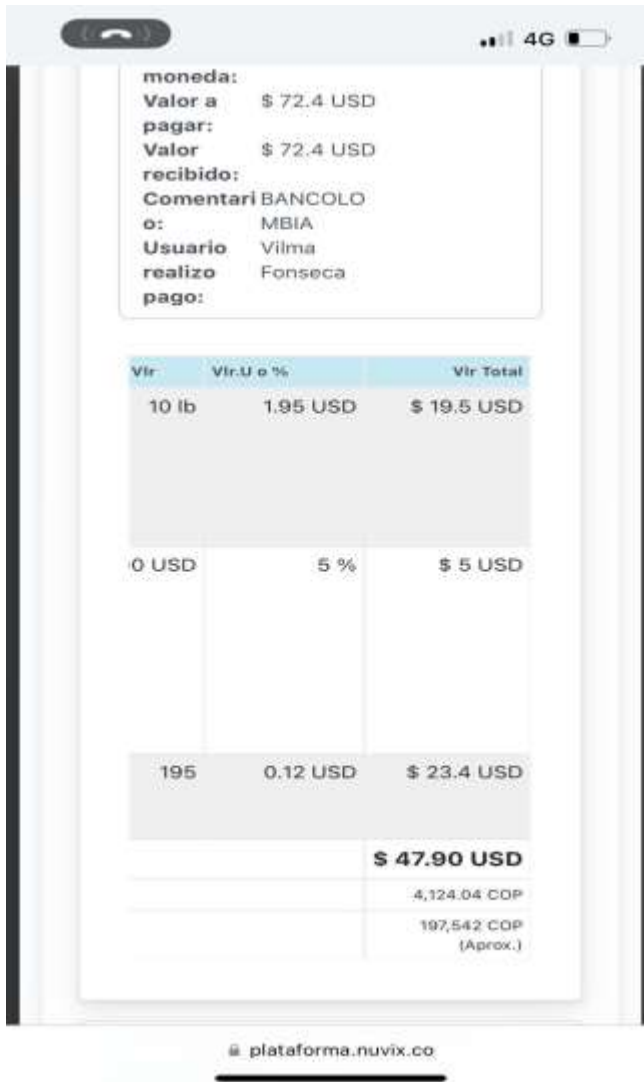 4G
moneda:
Valor a $ 72.4 USD
pagar:
Valor $ 72.4 USD
recibido:
Comentari BANCOLO
o: MBIA
Usuario Vilma
realizo Fonseca
pago:
Vlr Vlr.U o % Vlr Total
10 lb 1.95 USD $ 19.5 USD
0 USD 5 % $ 5 USD
195 0.12 USD $ 23.4 USD
$ 47.90 USD
4,124.04 COP
197,542 COP
(Aprox.)
plataforma.nuvix.co